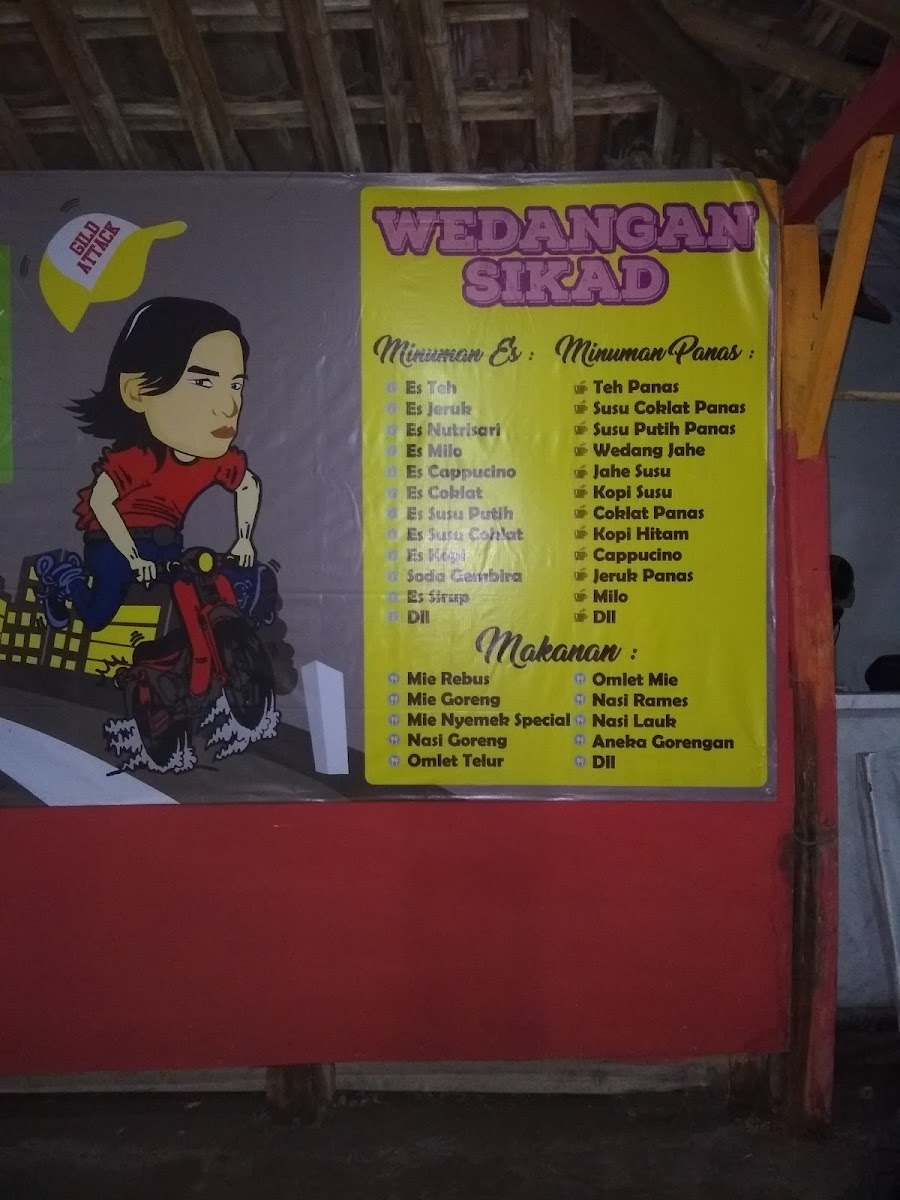 GILD
ATTACK
WEDANGAN
SIKAD
Minuman Es :
Es Teh
Es Jeruk
Es Nutrisari
Es Milo
Es Cappucino
Es Coklat
Es Susu Putih
Es Susu Coklat
Es Kopi
Soda Gembira
Es Sirup
Dll
Minuman Panas :
Teh Panas
Susu Coklat Panas
Susu Putih Panas
Wedang Jahe
Jahe Susu
Kopi Susu
Coklat Panas
Kopi Hitam
Cappucino
Jeruk Panas
Milo
Dll
Makanan :
Mie Rebus
Mie Goreng
Mie Nyemek Special
Nasi Goreng
Omlet Telur
Omlet Mie
Nasi Rames
Nasi Lauk
Aneka Gorengan
Dll